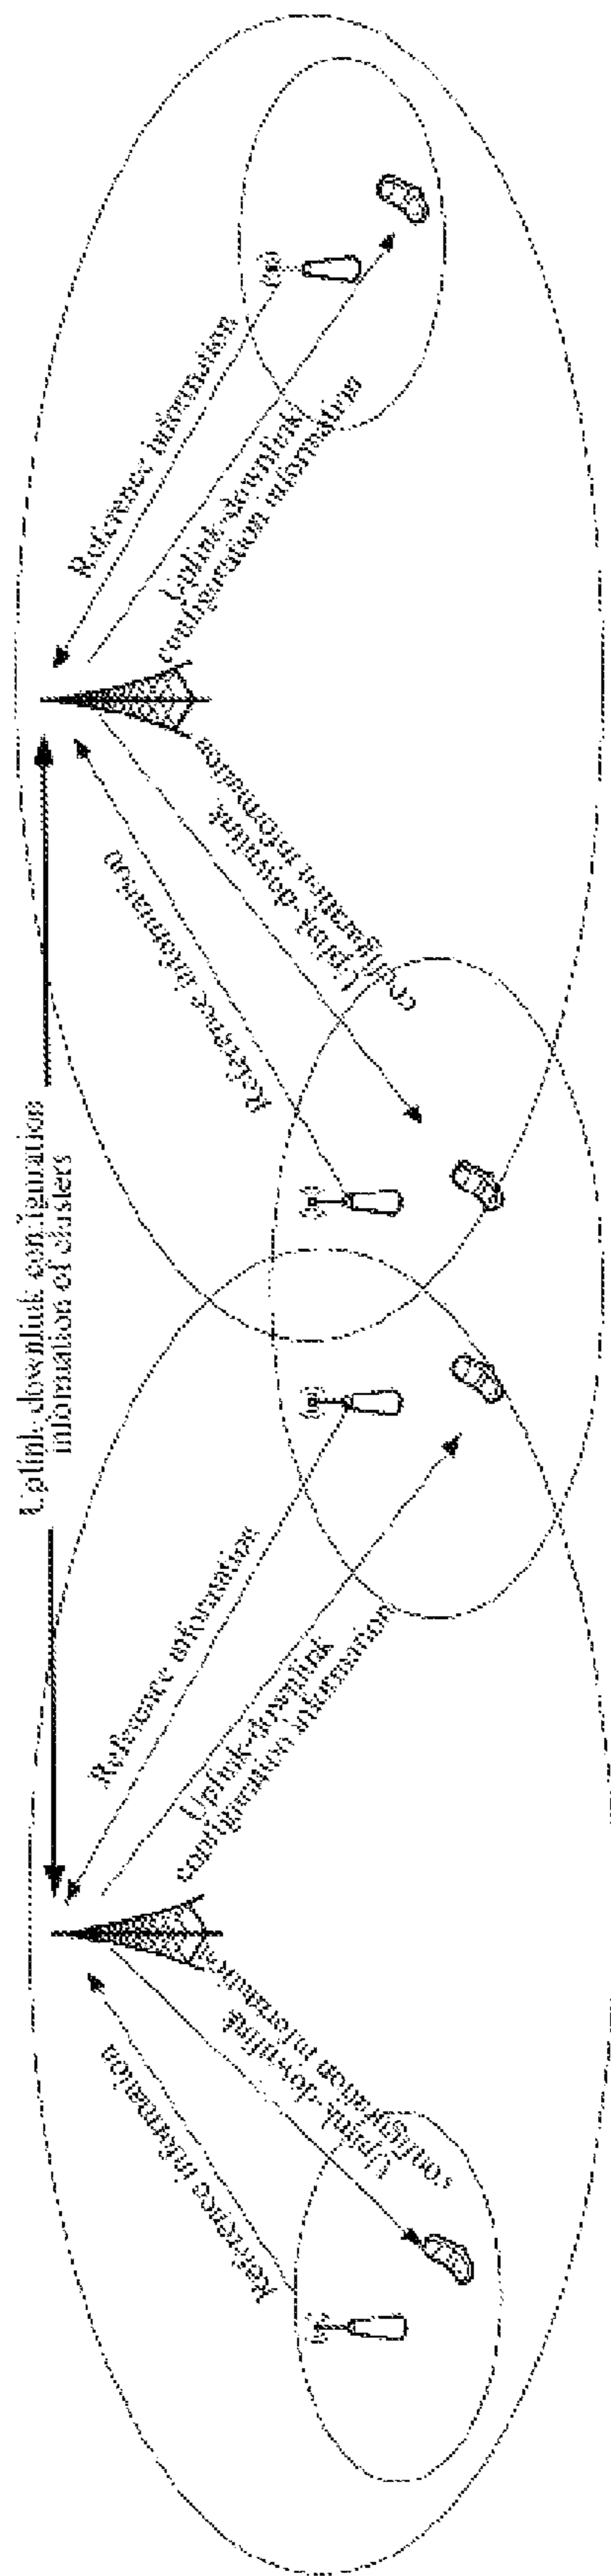 Uplink-downlink configuration
information of clusters
Reference information
Uplink-downlink
configuration information
Reference information
Uplink-downlink
configuration information
Reference information
Uplink-downlink
configuration information
Reference information
Uplink-downlink
configuration information